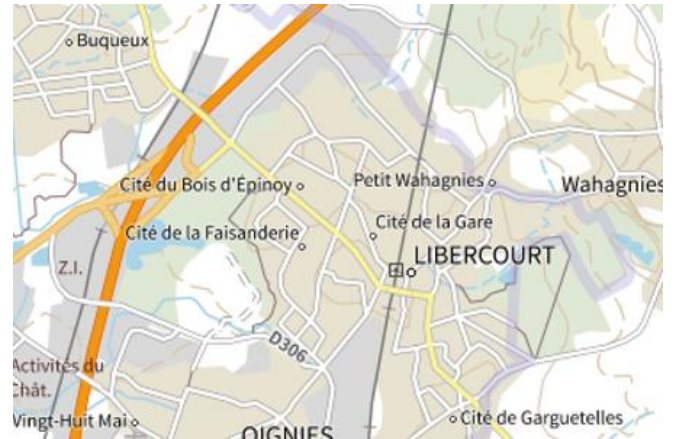 Buqueux
Cité du Bois d'Épinoy
Petit Wahagnies
Wahagnies
Cité de la Faisanderie
Cité de la Gare
LIBERCOURT
Z.I.
D306
Activités du
Chât.
Vingt-Huit Mai
OIGNIES
Cité de Garguetelles